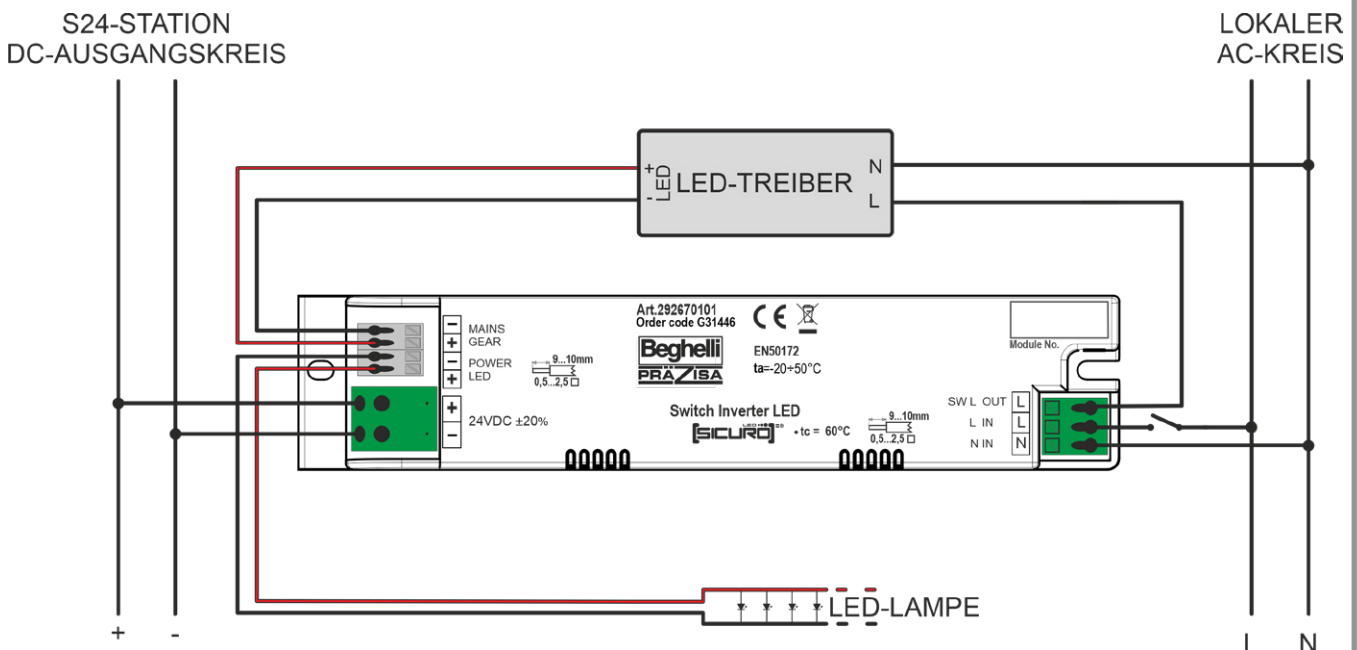 S24-STATION
DC-AUSGANGSKREIS
LOKALER
AC-KREIS
+
-
LED
LED-TREIBER
N
L
Art.292670101
Order code G31446
CE
Beghelli
PRÄZISA
EN50172
ta=-20÷50°C
Module No.
- MAINS
+ GEAR
- POWER
+ LED
9...10mm
0,5...2,5
+
24VDC ±20%
-
Switch Inverter LED
SICURO
• tc = 60°C
9...10mm
0,5...2,5
SW L OUT L
L IN L
N IN N
LED-LAMPE
+ -
L N